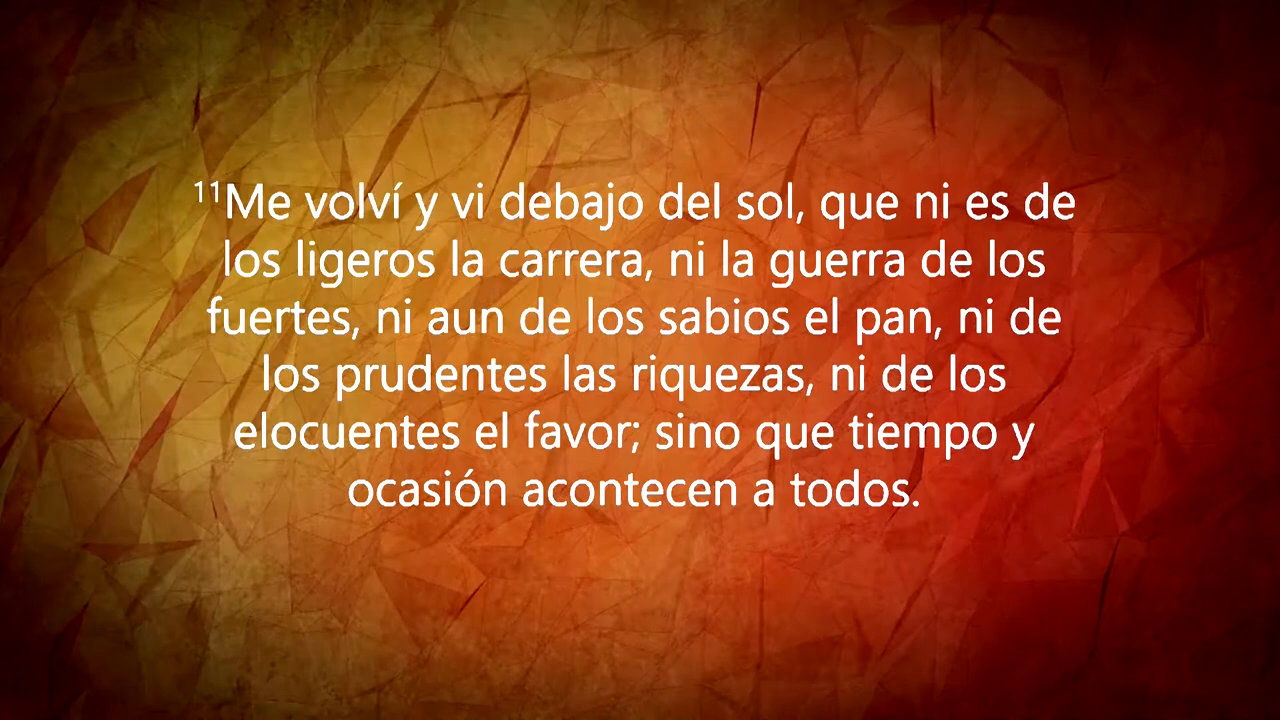 ¹¹Me volví y vi debajo del sol, que ni es de
los ligeros la carrera, ni la guerra de los
fuertes, ni aun de los sabios el pan, ni de
los prudentes las riquezas, ni de los
elocuentes el favor; sino que tiempo y
ocasión acontecen a todos.